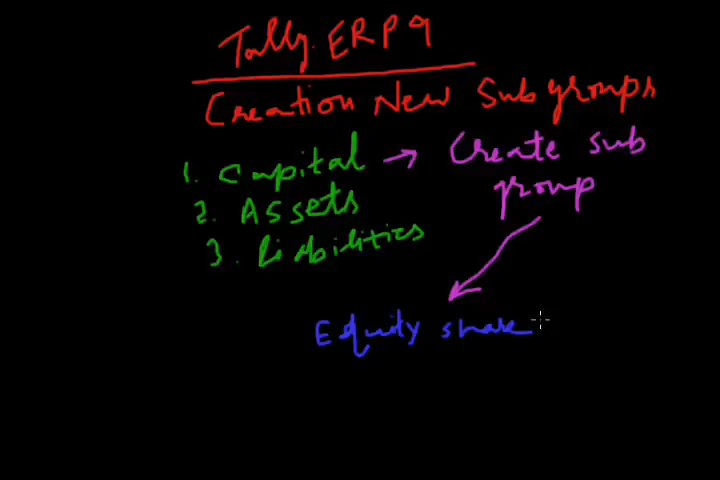 Tally.ERP 9
Creation New Subgroups
1. Capital → Create sub
group
2. Assets
3. Liabilities
Equity share